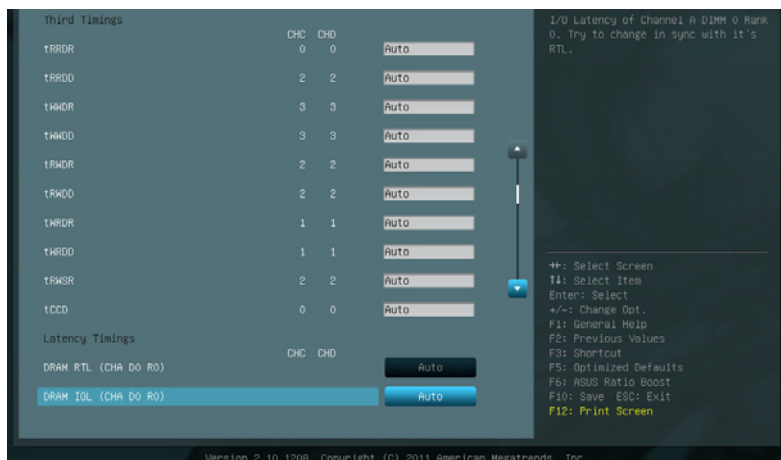 Third Timings
CHC CHD
tRRDR 0 0 Auto
tRRDD 2 2 Auto
tWWDR 3 3 Auto
tWWDD 3 3 Auto
tRWDR 2 2 Auto
tRWDD 2 2 Auto
tWRDR 1 1 Auto
tWRDD 1 1 Auto
tRWSR 2 2 Auto
tCCD 0 0 Auto
Latency Timings
CHC CHD
DRAM RTL (CHA D0 R0) Auto
DRAM IOL (CHA D0 R0) Auto
I/O Latency of Channel A DIMM 0 Rank
0. Try to change in sync with it's
RTL.
→←: Select Screen
↑↓: Select Item
Enter: Select
+/-: Change Opt.
F1: General Help
F2: Previous Values
F3: Shortcut
F5: Optimized Defaults
F6: ASUS Ratio Boost
F10: Save ESC: Exit
F12: Print Screen
Version 2.10.1208. Copyright (C) 2011 American Megatrends, Inc.